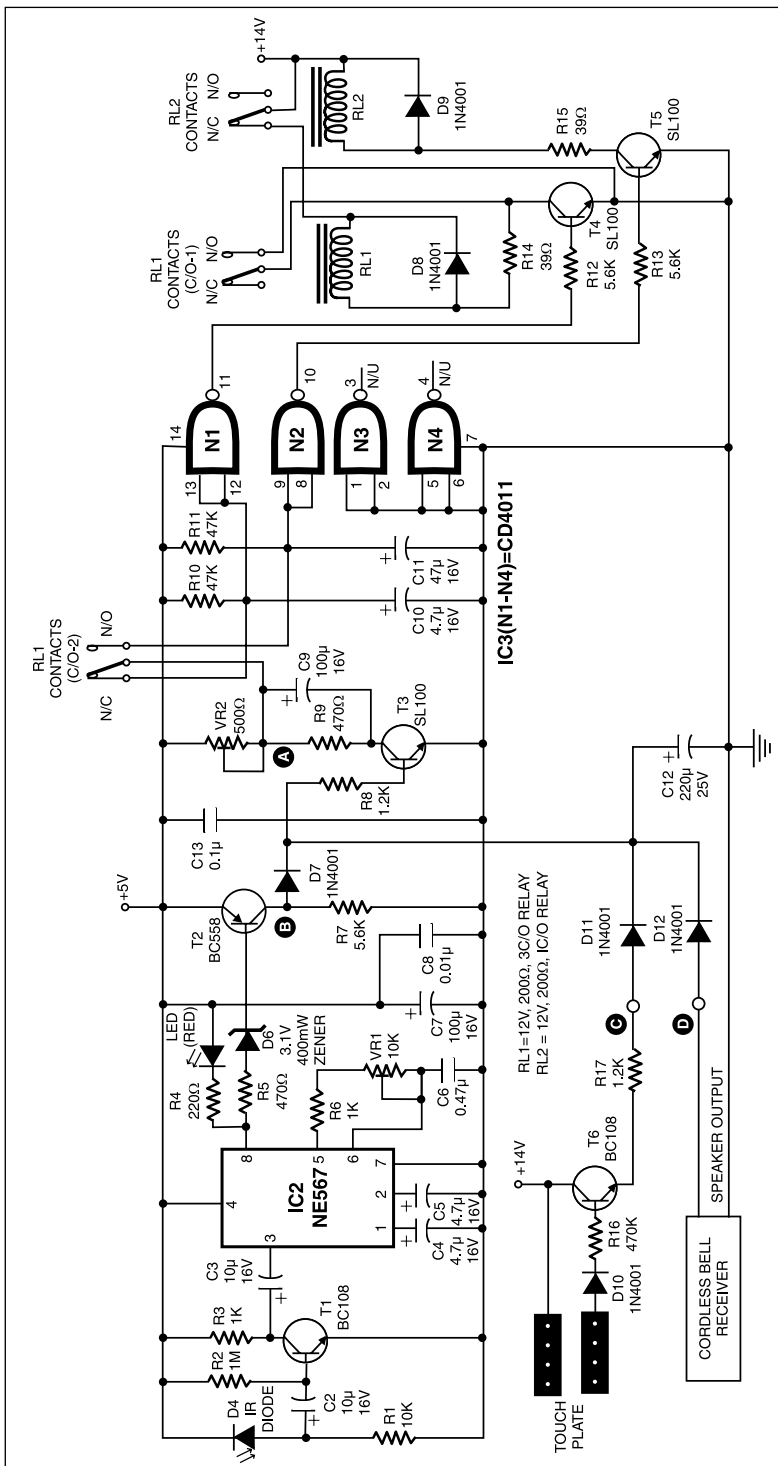 D4
IR
DIODE
R2
1M
R3
1K
C2
10µ
16V
R1
10K
T1
BC108
C3
10µ
16V
IC2
NE567
3
4
8
5
6
7
2
1
C4
4.7µ
16V
C5
4.7µ
16V
R4
220Ω
LED
(RED)
R5
470Ω
D6
3.1V
400mW
ZENER
R6
1K
VR1
10K
C6
0.47µ
C7
100µ
16V
C8
0.01µ
+5V
T2
BC558
B
R7
5.6K
D7
1N4001
C13
0.1µ
VR2
500Ω
A
R9
470Ω
C9
100µ
16V
R8
1.2K
T3
SL100
RL1
CONTACTS
(C/O-2)
N/C
N/O
R10
47K
R11
47K
C10
4.7µ
16V
C11
47µ
16V
14
13
12
N1
11
9
8
N2
10
1
2
N3
3
N/U
5
6
N4
4
N/U
7
IC3(N1-N4)=CD4011
RL1
CONTACTS
(C/O-1)
N/C
N/O
RL2
CONTACTS
N/C
N/O
+14V
RL1
D8
1N4001
RL2
D9
1N4001
R14
39Ω
R15
39Ω
R12
5.6K
T4
SL100
R13
5.6K
T5
SL100
TOUCH
PLATE
D10
1N4001
R16
470K
T6
BC108
+14V
R17
1.2K
C
D11
1N4001
D
D12
1N4001
C12
220µ
25V
RL1=12V, 200Ω, 3C/O RELAY
RL2 = 12V, 200Ω, IC/O RELAY
CORDLESS BELL
RECEIVER
SPEAKER OUTPUT
+
+
+
+
+
+
+
+
+